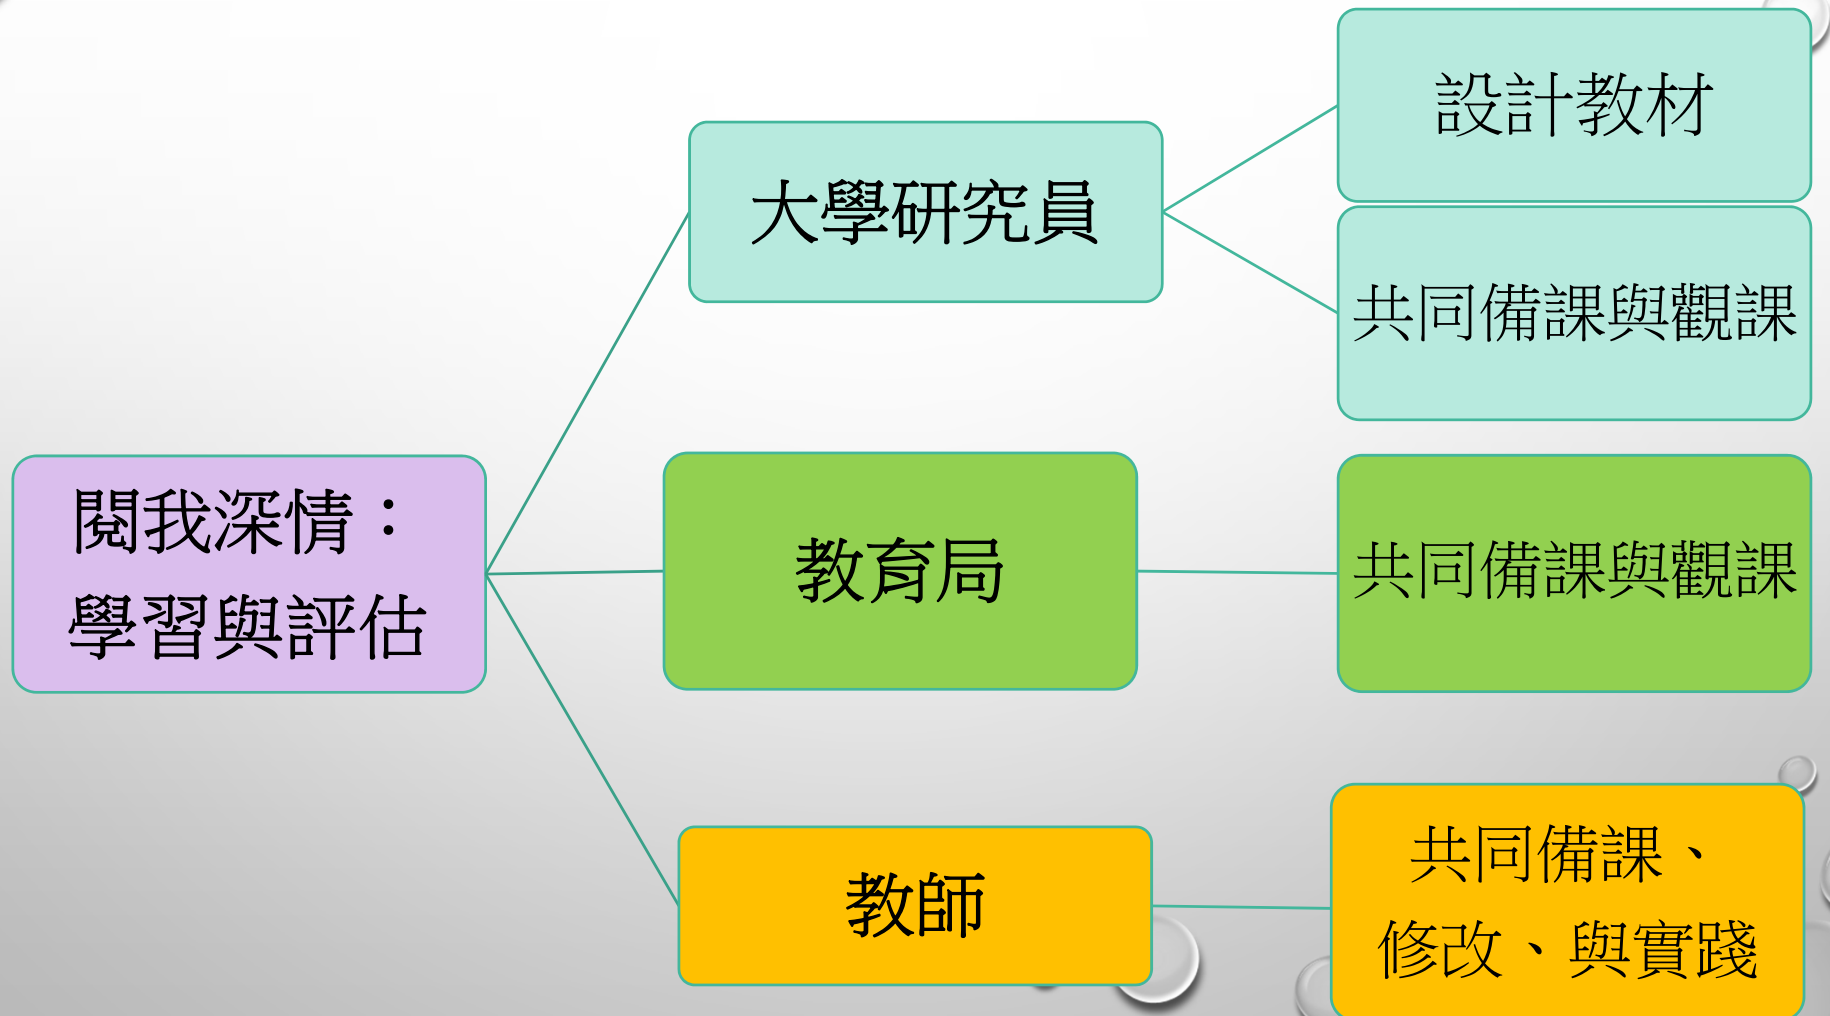 設計教材
大學研究員
共同備課與觀課
閱我深情：
學習與評估
教育局
共同備課與觀課
教師
共同備課、
修改、與實踐